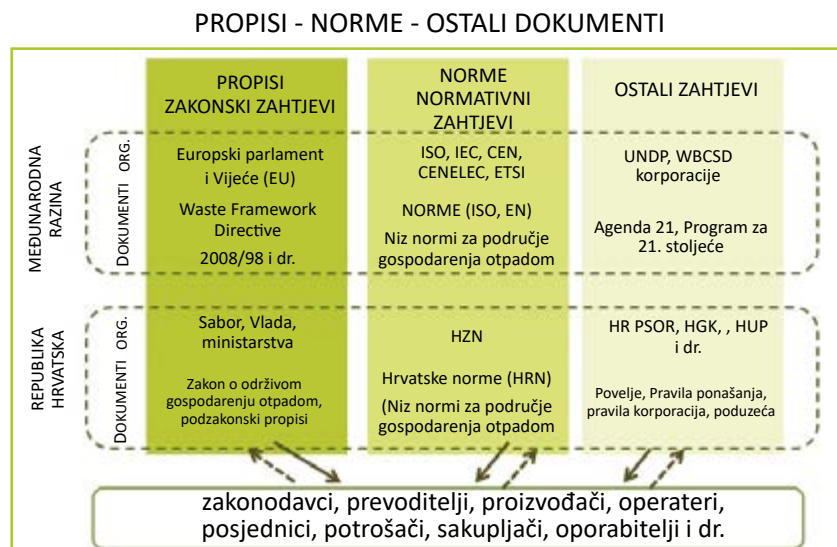 PROPISI - NORME - OSTALI DOKUMENTI
PROPISI
ZAKONSKI ZAHTJEVI
NORME
NORMATIVNI
ZAHTJEVI
OSTALI ZAHTJEVI
MEĐUNARODNA
RAZINA
ORG.
Europski parlament
i Vijeće (EU)
ISO, IEC, CEN,
CENELEC, ETSI
UNDP, WBCSD
korporacije
DOKUMENTI
Waste Framework
Directive
2008/98 i dr.
NORME (ISO, EN)
Niz normi za područje
gospodarenja otpadom
Agenda 21, Program za
21. stoljeće
REPUBLIKA
HRVATSKA
ORG.
Sabor, Vlada,
ministarstva
HZN
HR PSOR, HGK, , HUP
i dr.
DOKUMENTI
Zakon o održivom
gospodarenju otpadom,
podzakonski propisi
Hrvatske norme (HRN)
(Niz normi za područje
gospodarenja otpadom
Povelje, Pravila ponašanja,
pravila korporacija, poduzeća
zakonodavci, prevoditelji, proizvođači, operateri,
posjednici, potrošači, sakupljači, oporabitelji i dr.